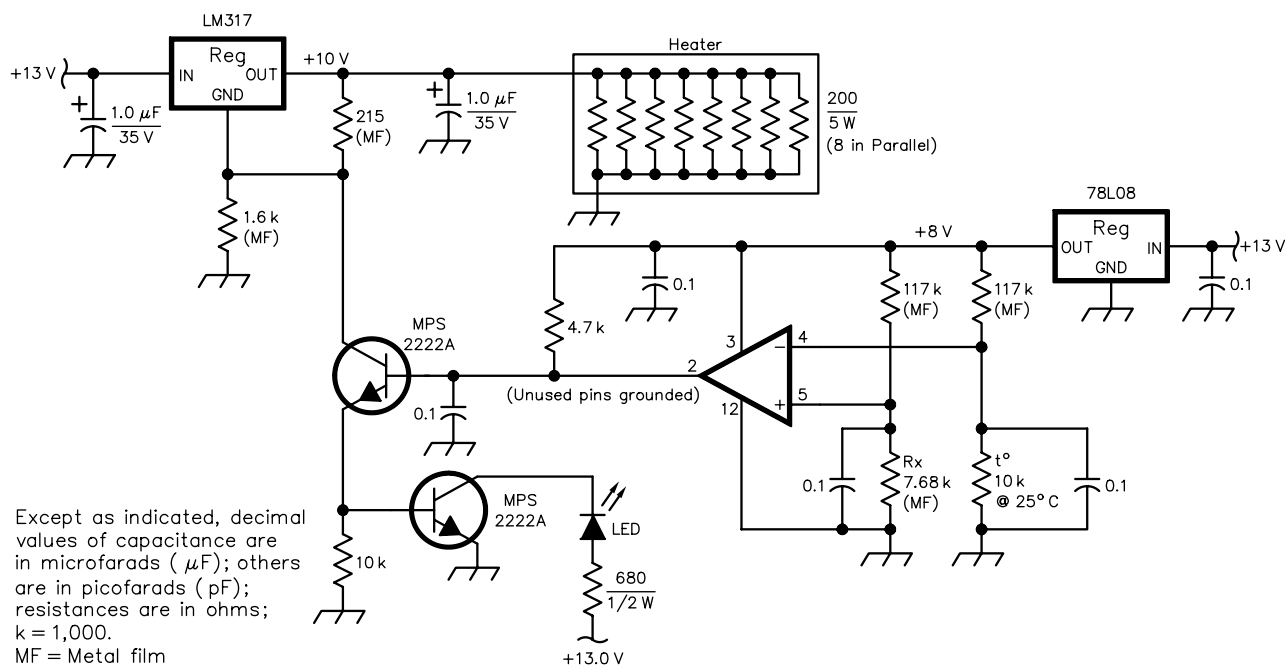 LM317
Reg
IN
OUT
GND
+13 V
+10 V
+
1.0 µF
35 V
215
(MF)
+
1.0 µF
35 V
Heater
200
5 W
(8 in Parallel)
1.6 k
(MF)
78L08
Reg
OUT
IN
GND
+8 V
+13 V
0.1
0.1
4.7 k
117 k
(MF)
117 k
(MF)
MPS
2222A
3
4
–
2
5
+
12
(Unused pins grounded)
0.1
0.1
Rx
7.68 k
(MF)
t°
10 k
@ 25° C
0.1
MPS
2222A
LED
10 k
680
1/2 W
+13.0 V
Except as indicated, decimal
values of capacitance are
in microfarads ( µF); others
are in picofarads ( pF);
resistances are in ohms;
k = 1,000.
MF = Metal film